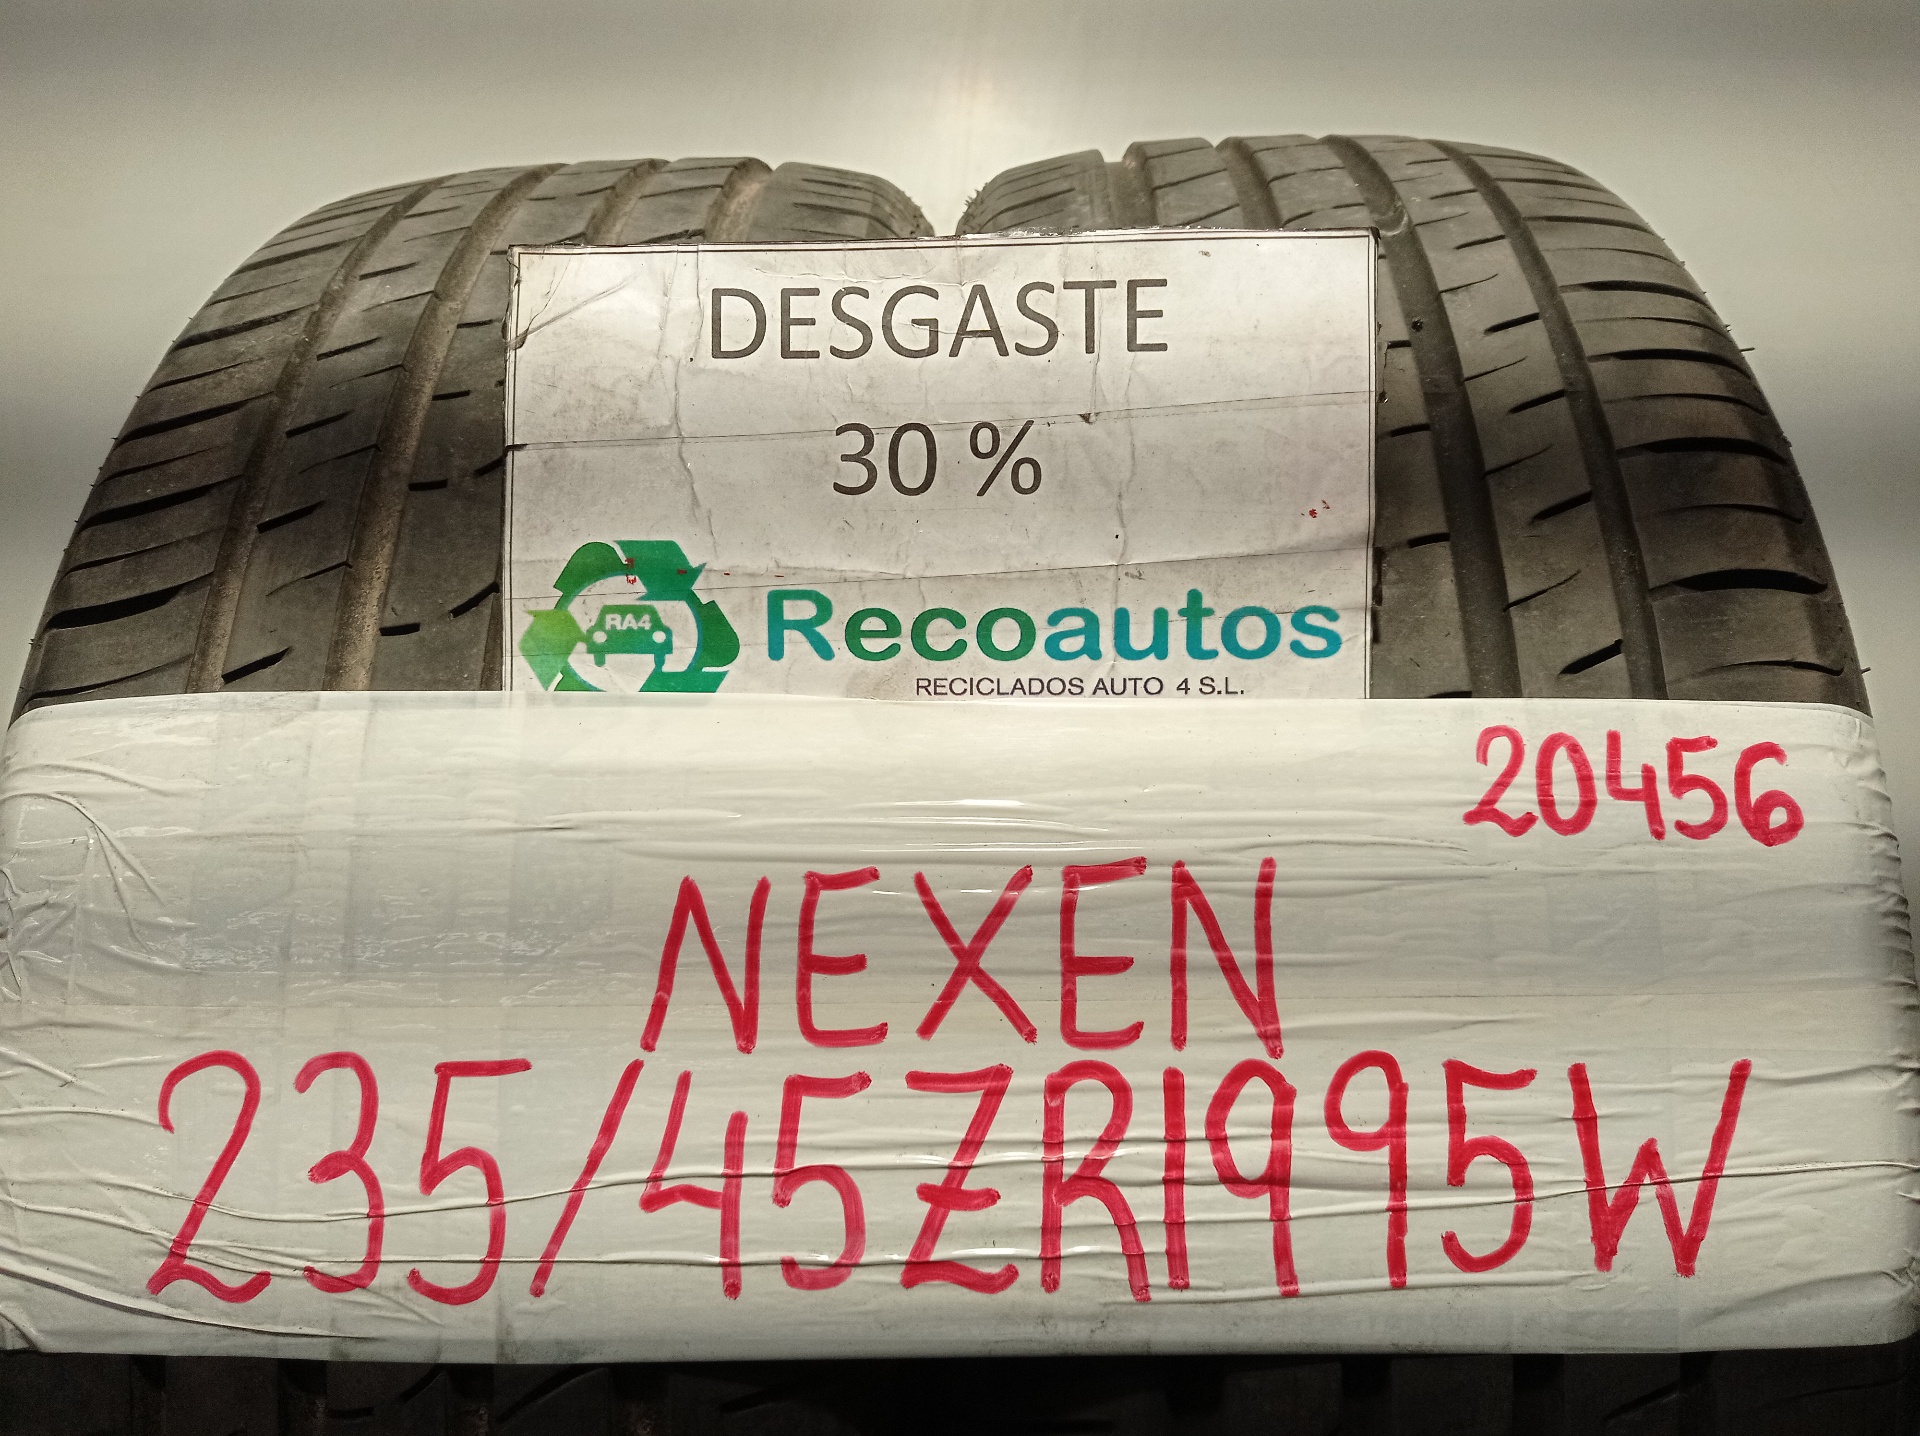 DESGASTE
30 %
RA4
Recoautos
RECICLADOS AUTO 4 S.L.
20456
NEXEN
235/45ZR1995W